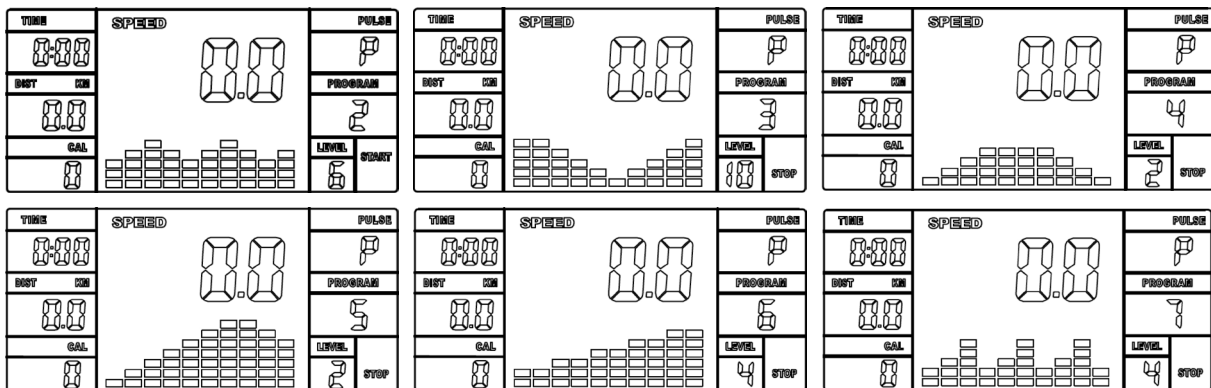 TIME SPEED PULSE
0:00 0.0 P
DIST KM PROGRAM
0.0 2
CAL LEVEL START
0 6
TIME SPEED PULSE
0:00 0.0 P
DIST KM PROGRAM
0.0 3
CAL LEVEL
0 10 STOP
TIME SPEED PULSE
0:00 0.0 P
DIST KM PROGRAM
0.0 4
CAL LEVEL
0 2 STOP
TIME SPEED PULSE
0:00 0.0 P
DIST KM PROGRAM
0.0 5
CAL LEVEL
0 2 STOP
TIME SPEED PULSE
0:00 0.0 P
DIST KM PROGRAM
0.0 6
CAL LEVEL
0 4 STOP
TIME SPEED PULSE
0:00 0.0 P
DIST KM PROGRAM
0.0 7
CAL LEVEL
0 4 STOP